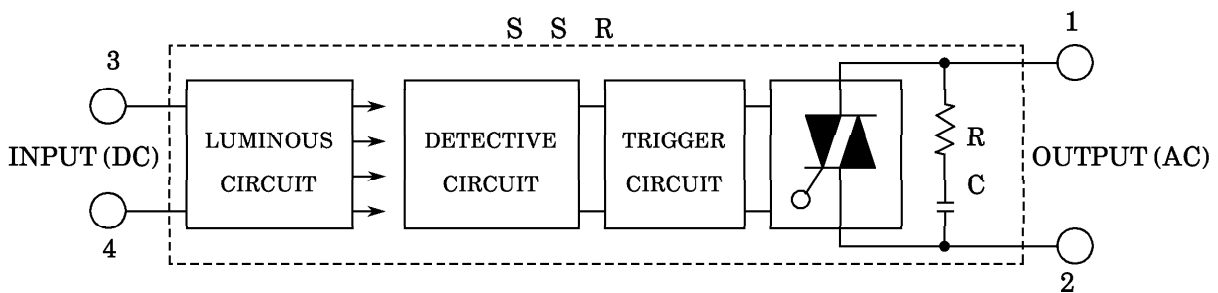 S S R
1
3
LUMINOUS
CIRCUIT
DETECTIVE
CIRCUIT
TRIGGER
CIRCUIT
R
C
INPUT (DC)
OUTPUT (AC)
4
2